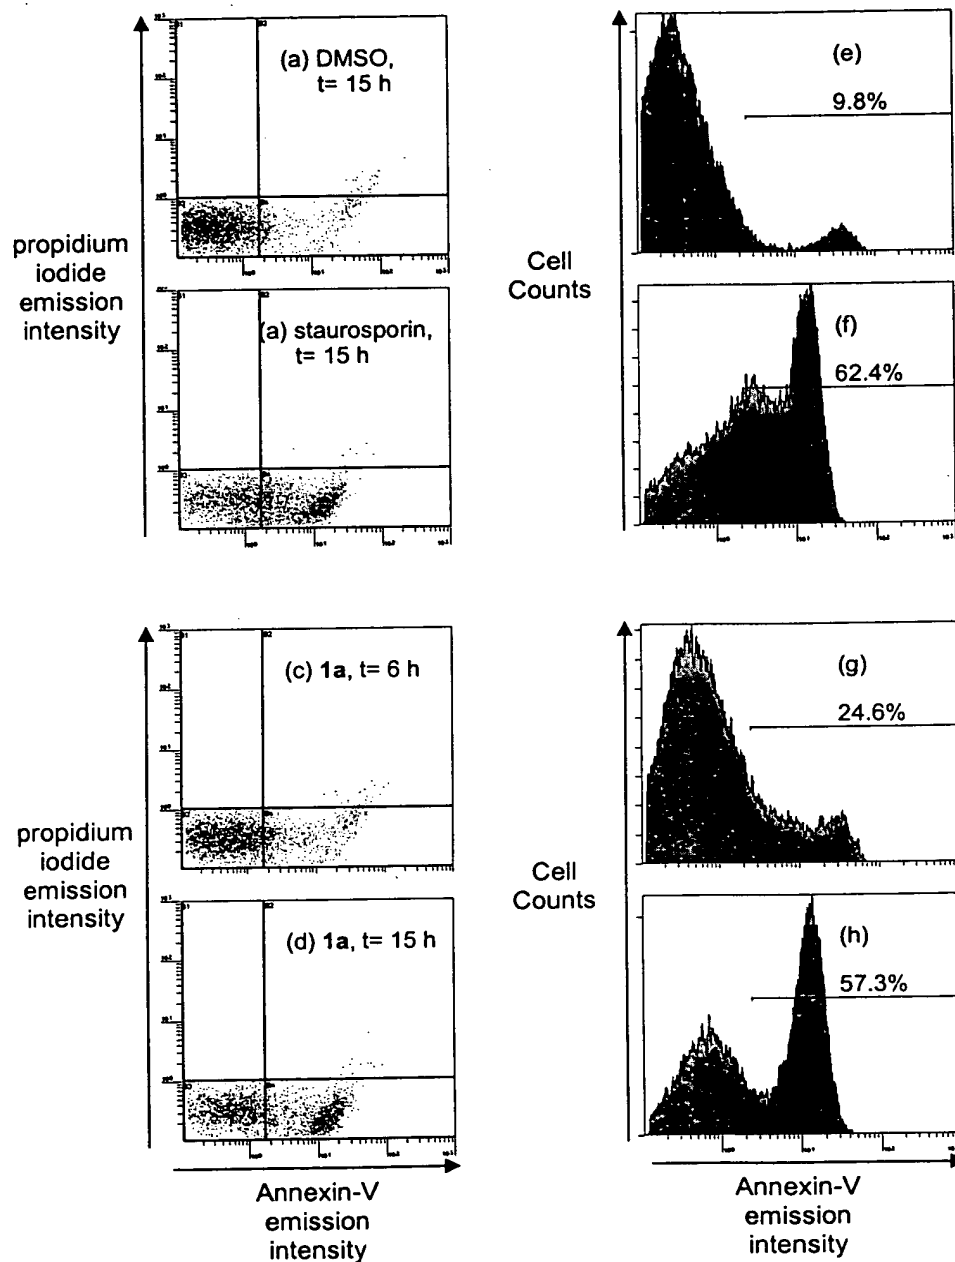 (a) DMSO,
t= 15 h
(e)
9.8%
propidium
iodide
emission
intensity
Cell
Counts
(a) staurosporin,
t= 15 h
(f)
62.4%
(c) 1a, t= 6 h
(g)
24.6%
propidium
iodide
emission
intensity
Cell
Counts
(d) 1a, t= 15 h
(h)
57.3%
Annexin-V
emission
intensity
Annexin-V
emission
intensity